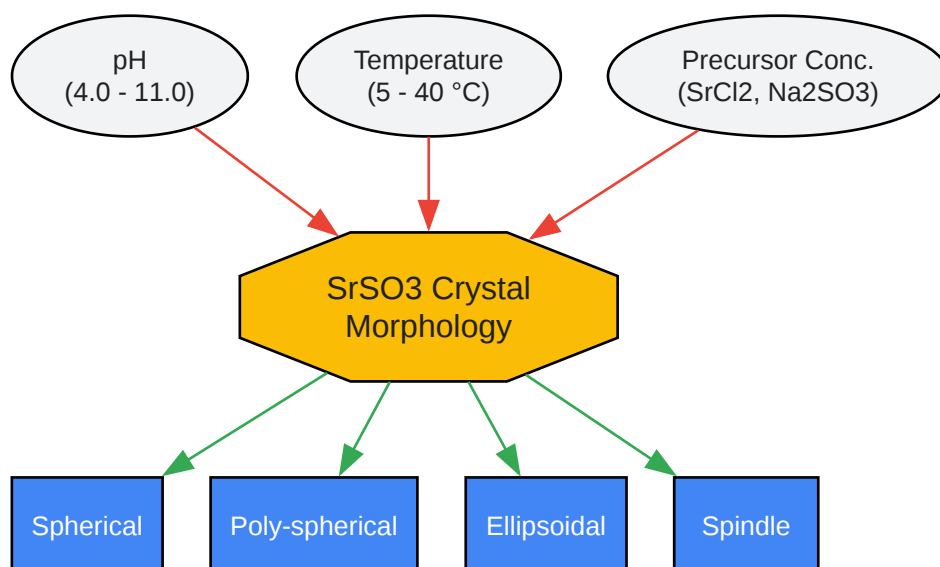 pH
(4.0 - 11.0)
Temperature
(5 - 40 °C)
Precursor Conc.
(SrCl2, Na2SO3)
SrSO3 Crystal
Morphology
Spherical
Poly-spherical
Ellipsoidal
Spindle